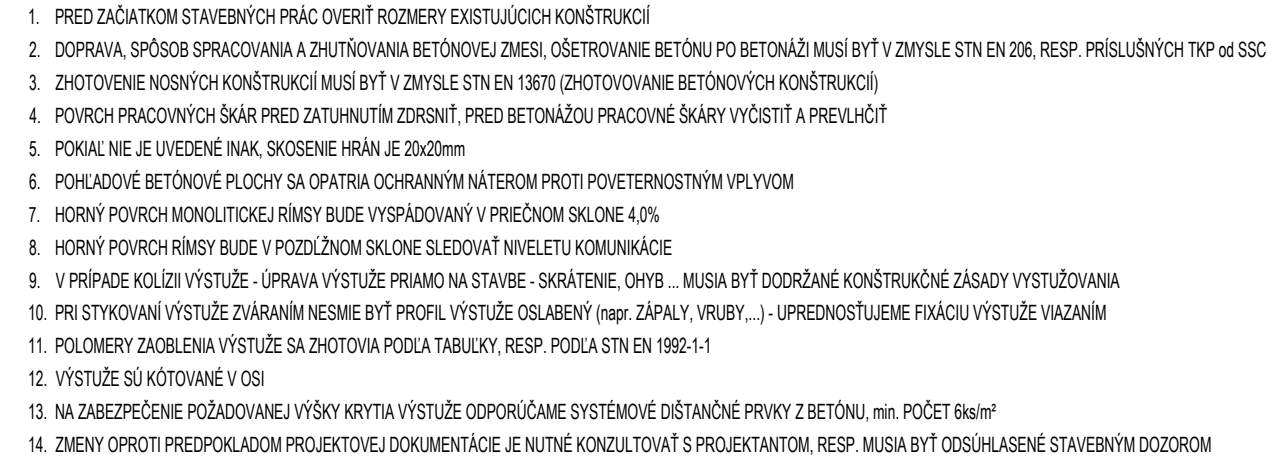 1. PRED ZAČIATKOM STAVEBNÝCH PRÁC OVERIŤ ROZMERY EXISTUJÚCICH KONŠTRUKCIÍ
2. DOPRAVA, SPÔSOB SPRACOVANIA A ZHUTŇOVANIA BETÓNOVEJ ZMESI, OŠETROVANIE BETÓNU PO BETONÁŽI MUSÍ BYŤ V ZMYSLE STN EN 206, RESP. PRÍSLUŠNÝCH TKP od SSC
3. ZHOTOVENIE NOSNÝCH KONŠTRUKCIÍ MUSÍ BYŤ V ZMYSLE STN EN 13670 (ZHOTOVOVANIE BETÓNOVÝCH KONŠTRUKCIÍ)
4. POVRCH PRACOVNÝCH ŠKÁR PRED ZATUHNUTÍM ZDRSNIŤ, PRED BETONÁŽOU PRACOVNÉ ŠKÁRY VYČISTIŤ A PREVLHČIŤ
5. POKIAĽ NIE JE UVEDENÉ INAK, SKOSENIE HRÁN JE 20x20mm
6. POHĽADOVÉ BETÓNOVÉ PLOCHY SA OPATRIA OCHRANNÝM NÁTEROM PROTI POVETERNOSTNÝM VPLYVOM
7. HORNÝ POVRCH MONOLITICKEJ RÍMSY BUDE VYSPÁDOVANÝ V PRIEČNOM SKLONE 4,0%
8. HORNÝ POVRCH RÍMSY BUDE V POZDĹŽNOM SKLONE SLEDOVAŤ NIVELETU KOMUNIKÁCIE
9. V PRÍPADE KOLÍZII VÝSTUŽE - ÚPRAVA VÝSTUŽE PRIAMO NA STAVBE - SKRÁTENIE, OHYB ... MUSIA BYŤ DODRŽANÉ KONŠTRUKČNÉ ZÁSADY VYSTUŽOVANIA
10. PRI STYKOVANÍ VÝSTUŽE ZVÁRANÍM NESMIE BYŤ PROFIL VÝSTUŽE OSLABENÝ (napr. ZÁPALY, VRUBY,...) - UPREDNOSŤUJEME FIXÁCIU VÝSTUŽE VIAZANÍM
11. POLOMERY ZAOBLENIA VÝSTUŽE SA ZHOTOVIA PODĽA TABUĽKY, RESP. PODĽA STN EN 1992-1-1
12. VÝSTUŽE SÚ KÓTOVANÉ V OSI
13. NA ZABEZPEČENIE POŽADOVANEJ VÝŠKY KRYTIA VÝSTUŽE ODPORÚČAME SYSTÉMOVÉ DIŠTANČNÉ PRVKY Z BETÓNU, min. POČET 6ks/m²
14. ZMENY OPROTI PREDPOKLADOM PROJEKTOVEJ DOKUMENTÁCIE JE NUTNÉ KONZULTOVAŤ S PROJEKTANTOM, RESP. MUSIA BYŤ ODSÚHLASENÉ STAVEBNÝM DOZOROM